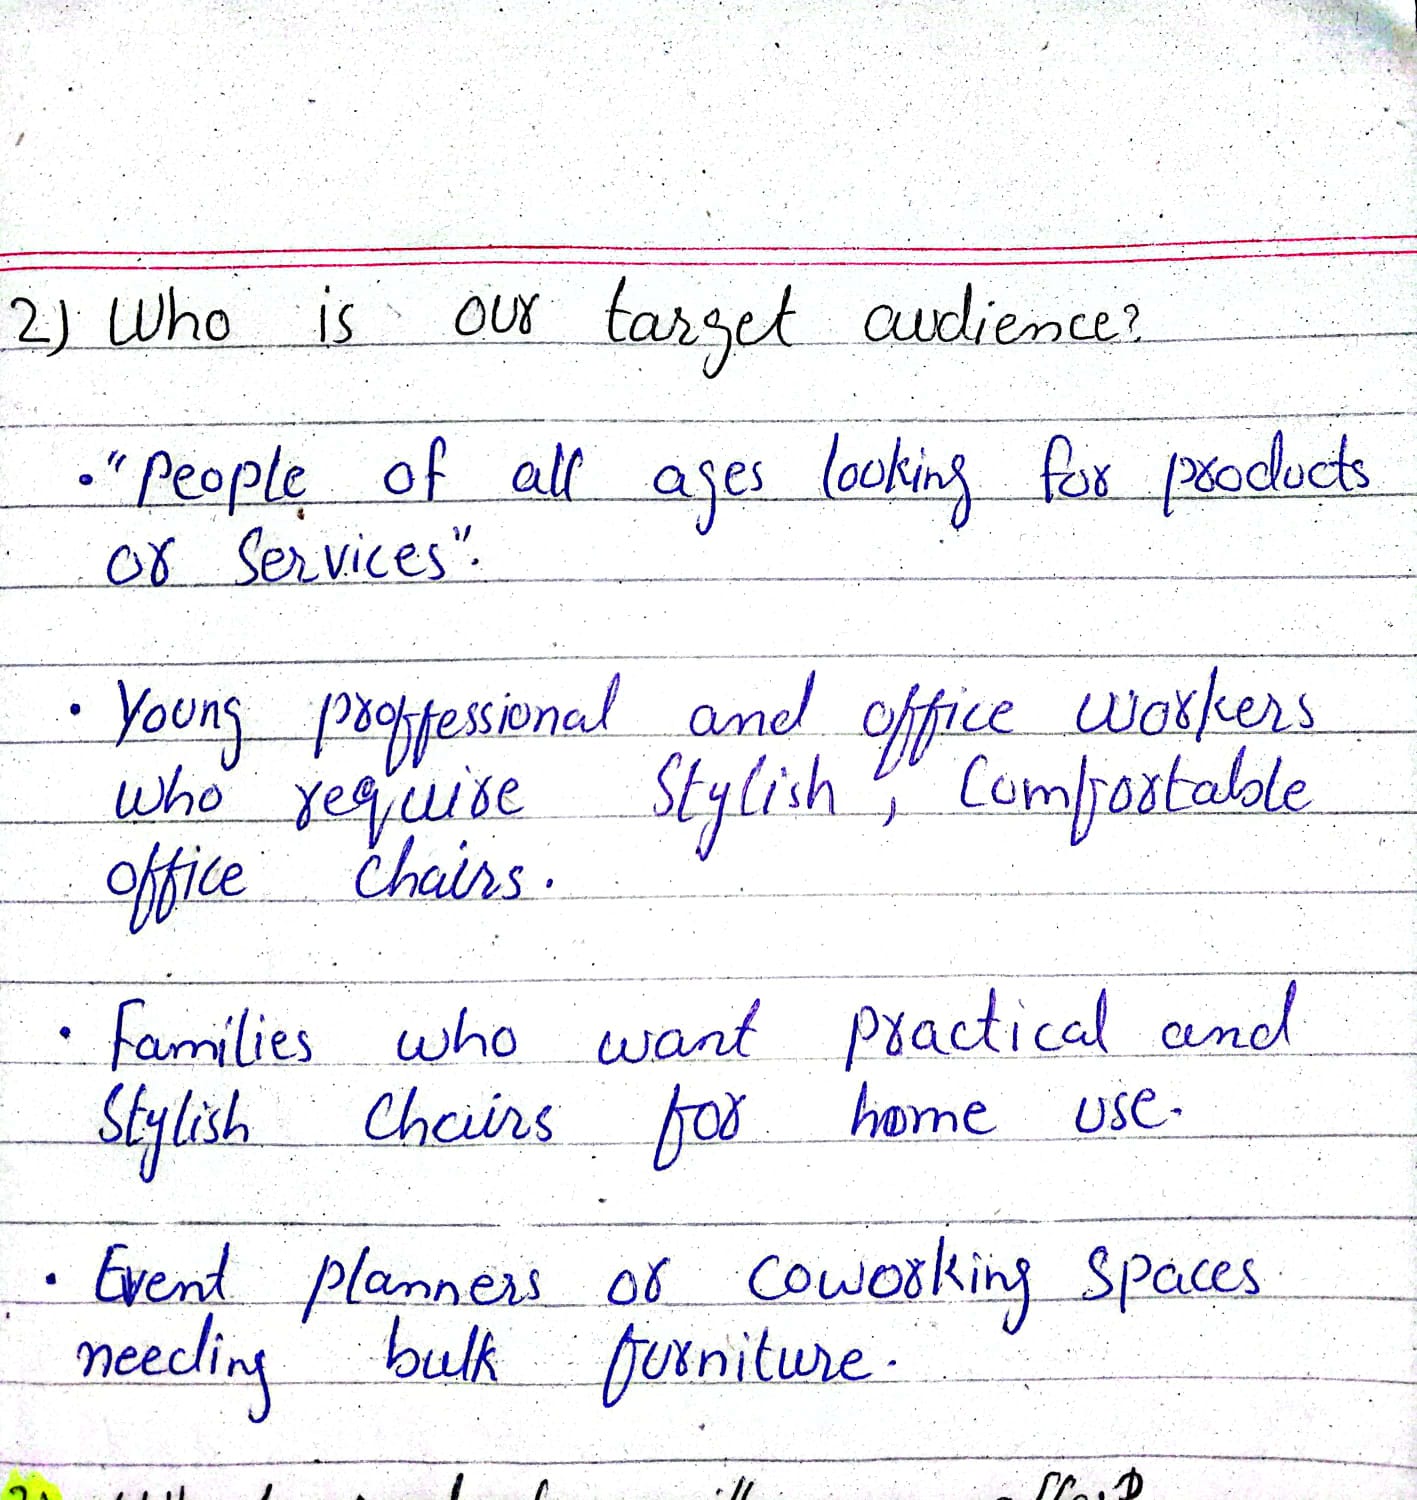 2) Who is our target audience?
• "People of all ages looking for products
or Services".
• Young proffessional and office workers
who require Stylish, Comfortable
office chairs.
• Families who want practical and
Stylish Chairs for home use.
• Event planners or coworking spaces
needing bulk furniture.